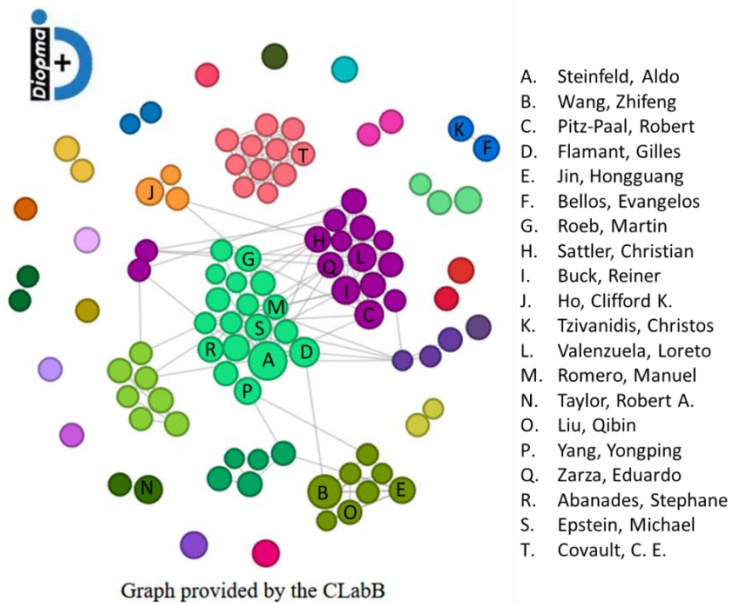 Diopma
K
F
T
J
H
G
L
Q
I
M
C
S
R
A
D
P
N
B
E
O
Graph provided by the CLabB
A. Steinfeld, Aldo
B. Wang, Zhifeng
C. Pitz-Paal, Robert
D. Flamant, Gilles
E. Jin, Hongguang
F. Bellos, Evangelos
G. Roeb, Martin
H. Sattler, Christian
I. Buck, Reiner
J. Ho, Clifford K.
K. Tzivanidis, Christos
L. Valenzuela, Loreto
M. Romero, Manuel
N. Taylor, Robert A.
O. Liu, Qibin
P. Yang, Yongping
Q. Zarza, Eduardo
R. Abanades, Stephane
S. Epstein, Michael
T. Covault, C. E.